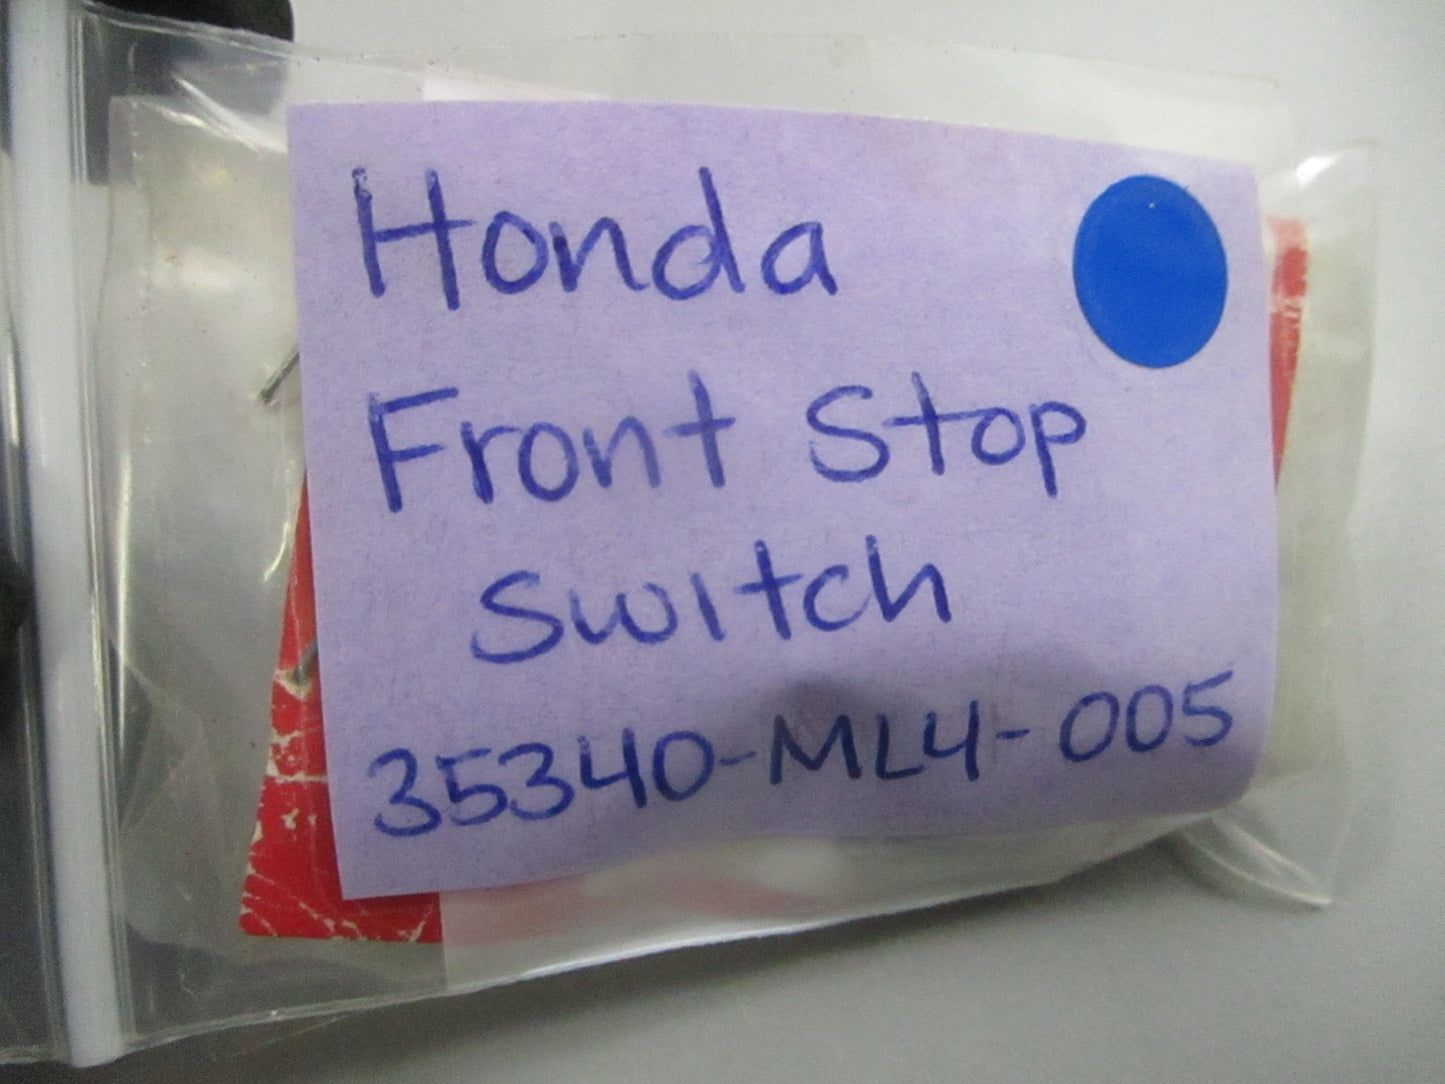 Honda
Front Stop
Switch
35340-ML4-005